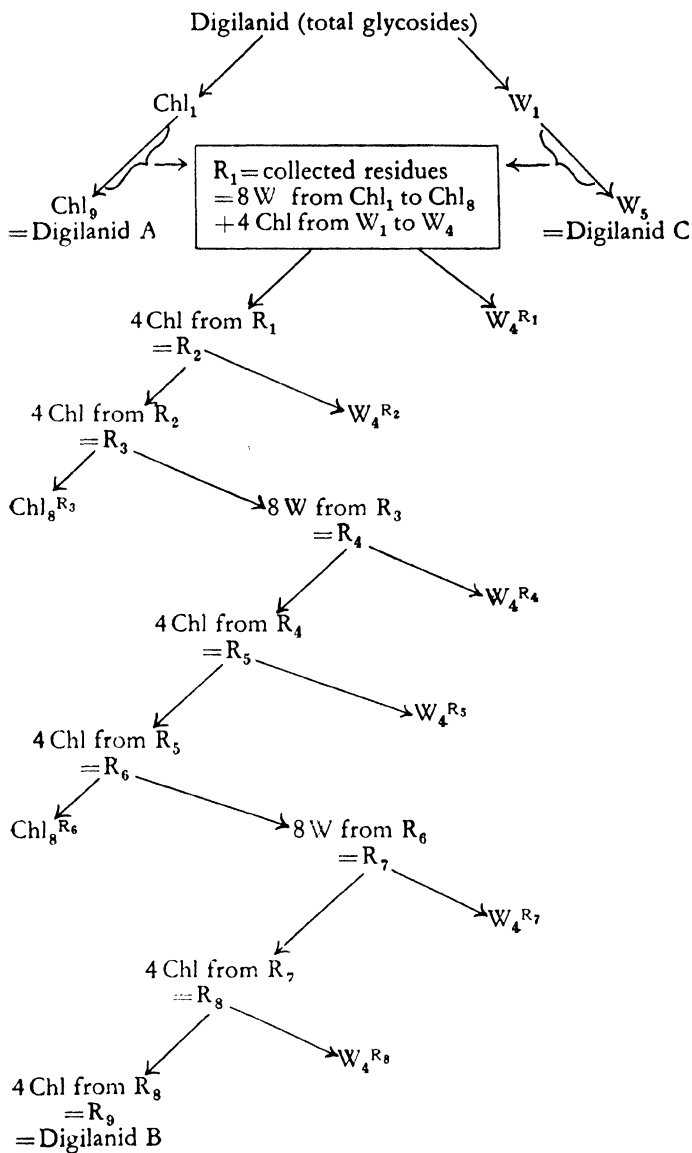 Digilanid (total glycosides)
Chl₁
W₁
R₁=collected residues
=8 W from Chl₁ to Chl₈
+4 Chl from W₁ to W₄
Chl₉
=Digilanid A
W₅
=Digilanid C
4 Chl from R₁
=R₂
W₄ᴿ¹
4 Chl from R₂
=R₃
W₄ᴿ²
Chl₈ᴿ³
8 W from R₃
=R₄
W₄ᴿ⁴
4 Chl from R₄
=R₅
W₄ᴿ⁵
4 Chl from R₅
=R₆
Chl₈ᴿ⁶
8 W from R₆
=R₇
W₄ᴿ⁷
4 Chl from R₇
=R₈
W₄ᴿ⁸
4 Chl from R₈
=R₉
=Digilanid B